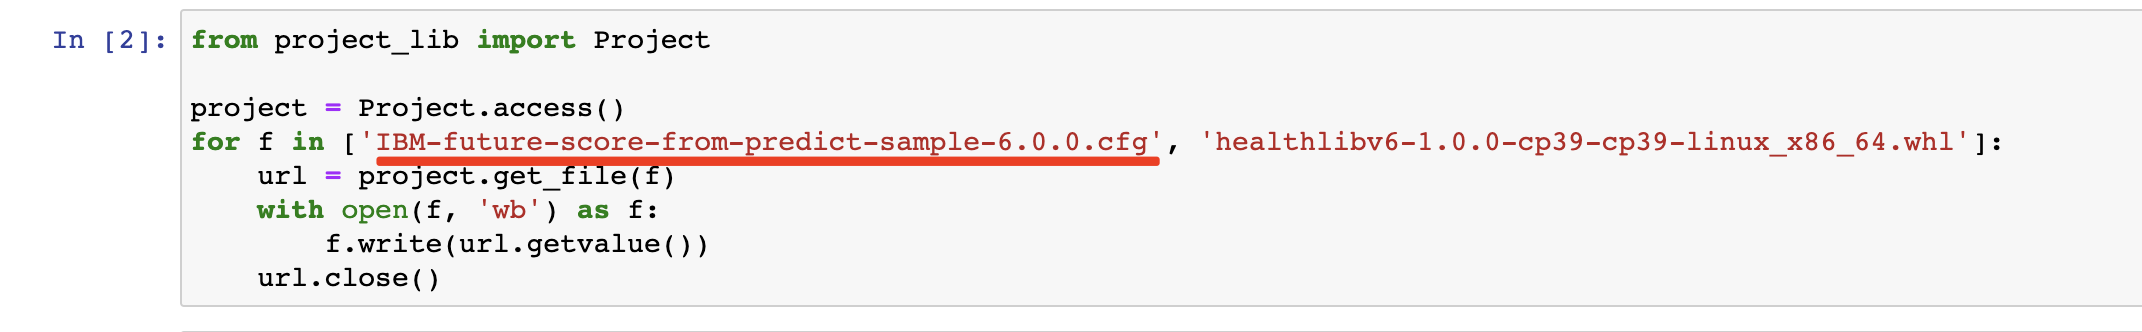 In [2]: from project_lib import Project
project = Project.access()
for f in ['IBM-future-score-from-predict-sample-6.0.0.cfg', 'healthlibv6-1.0.0-cp39-cp39-linux_x86_64.whl']:
    url = project.get_file(f)
    with open(f, 'wb') as f:
        f.write(url.getvalue())
    url.close()